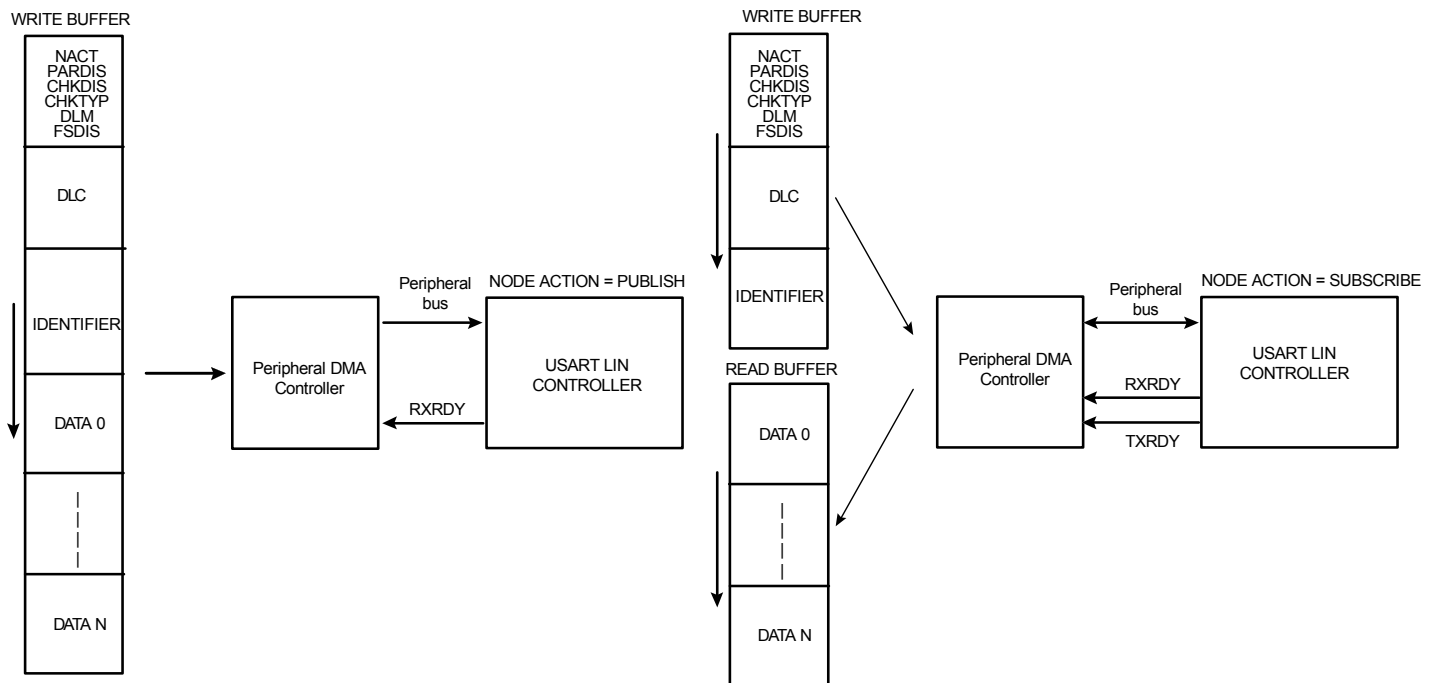 WRITE BUFFER
NACT
PARDIS
CHKDIS
CHKTYP
DLM
FSDIS
DLC
IDENTIFIER
DATA 0
DATA N
Peripheral DMA
Controller
Peripheral
bus
RXRDY
NODE ACTION = PUBLISH
USART LIN
CONTROLLER
WRITE BUFFER
NACT
PARDIS
CHKDIS
CHKTYP
DLM
FSDIS
DLC
IDENTIFIER
READ BUFFER
DATA 0
DATA N
Peripheral DMA
Controller
Peripheral
bus
RXRDY
TXRDY
NODE ACTION = SUBSCRIBE
USART LIN
CONTROLLER